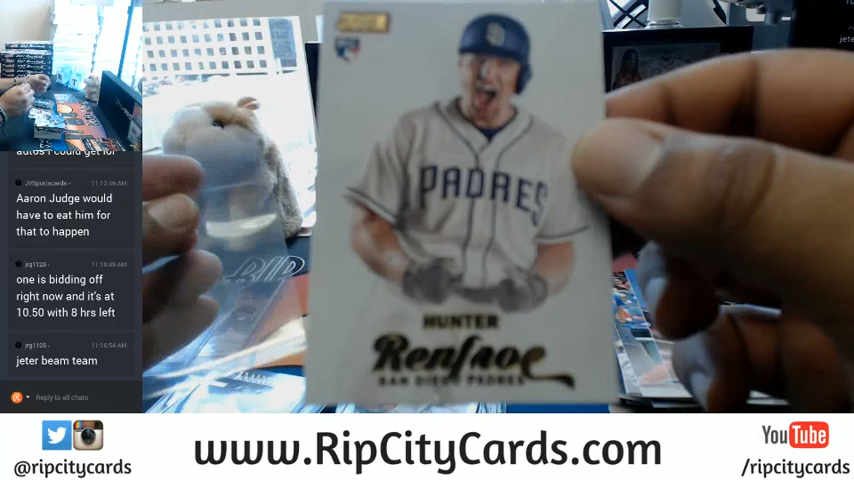 autos I could get for
JVSportscards -
11:13:46 AM
Aaron Judge would
have to eat him for
that to happen
jrg1128 -
11:16:49 AM
one is bidding off
right now and it's at
10.50 with 8 hrs left
jrg1128 -
11:16:54 AM
jeter beam team
Reply to all chats
PADRES
HUNTER
Renfroe
SAN DIEGO PADRES
RIP
@ripcitycards
www.RipCityCards.com
YouTube
/ripcitycards